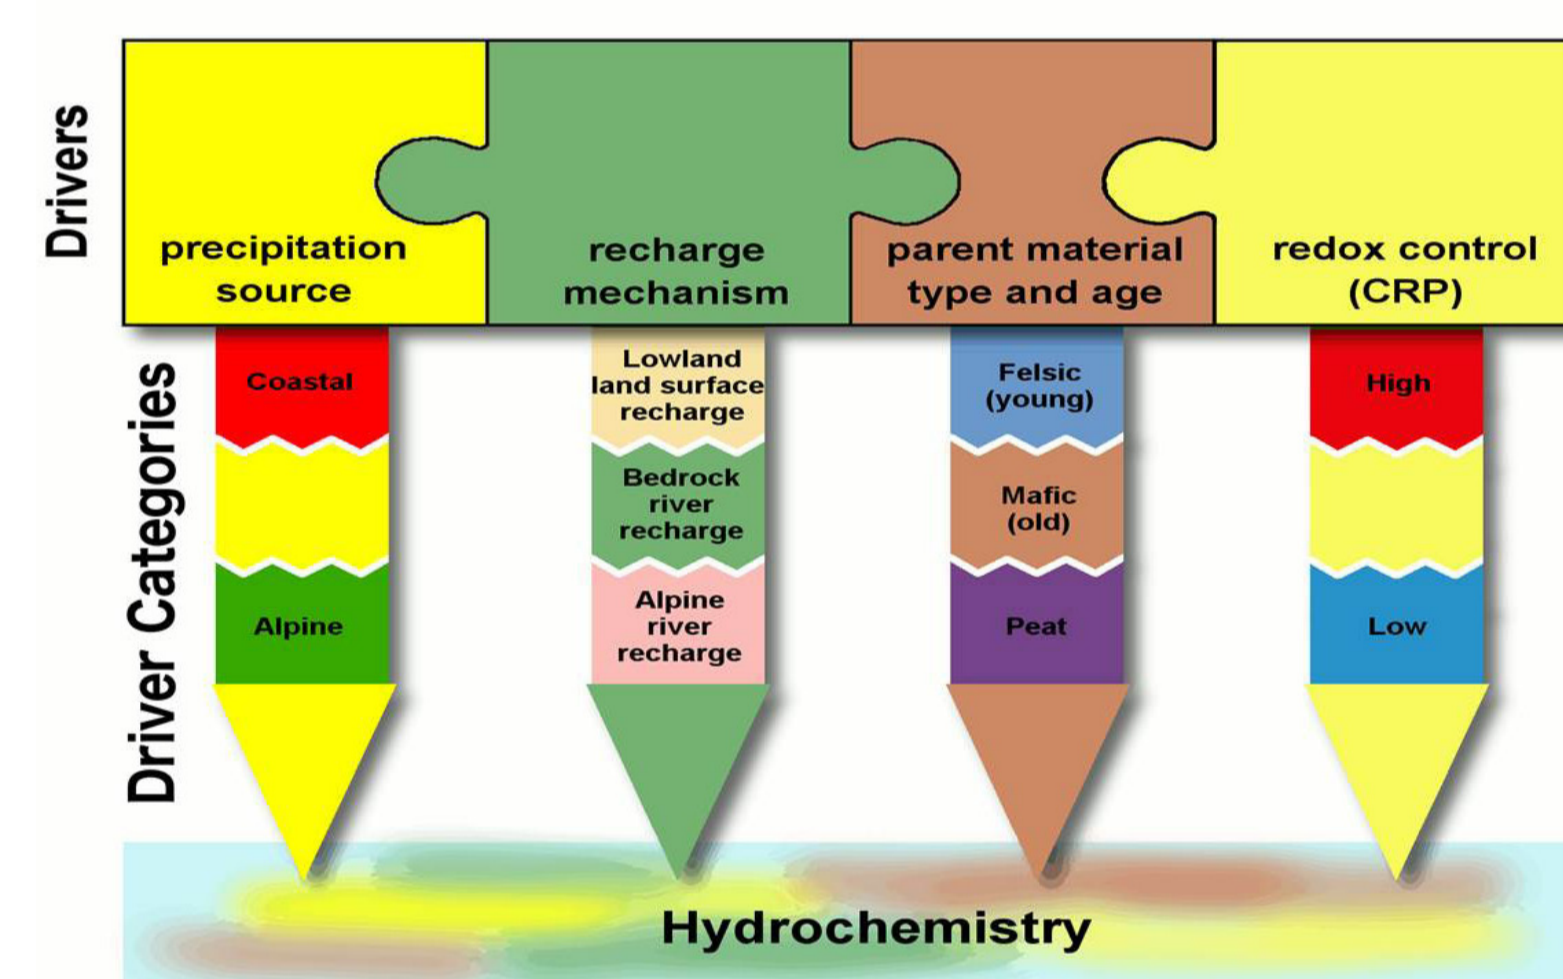 Drivers
precipitation
source
recharge
mechanism
parent material
type and age
redox control
(CRP)
Driver Categories
Coastal
Alpine
Lowland
land surface
recharge
Bedrock
river
recharge
Alpine
river
recharge
Felsic
(young)
Mafic
(old)
Peat
High
Low
Hydrochemistry